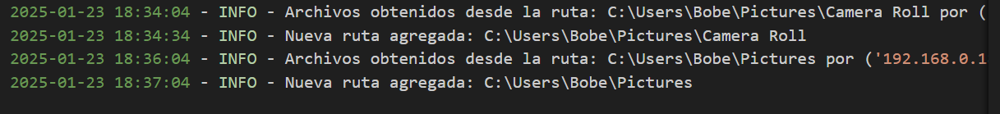 2025-01-23 18:34:04 - INFO - Archivos obtenidos desde la ruta: C:\Users\Bobe\Pictures\Camera Roll por (
2025-01-23 18:34:34 - INFO - Nueva ruta agregada: C:\Users\Bobe\Pictures\Camera Roll
2025-01-23 18:36:04 - INFO - Archivos obtenidos desde la ruta: C:\Users\Bobe\Pictures por ('192.168.0.1
2025-01-23 18:37:04 - INFO - Nueva ruta agregada: C:\Users\Bobe\Pictures